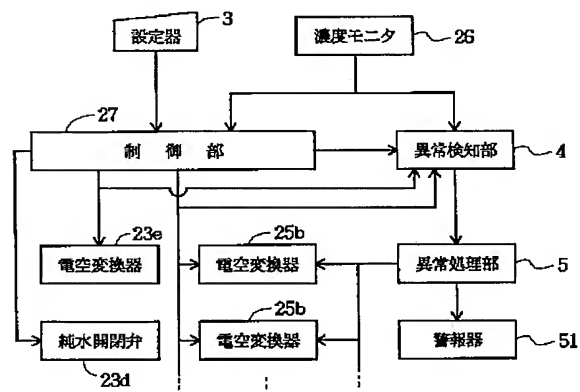 設定器
3
濃度モニタ
26
27
制御部
異常検知部
4
23e
電空変換器
25b
電空変換器
異常処理部
5
純水開閉弁
23d
25b
電空変換器
警報器
51